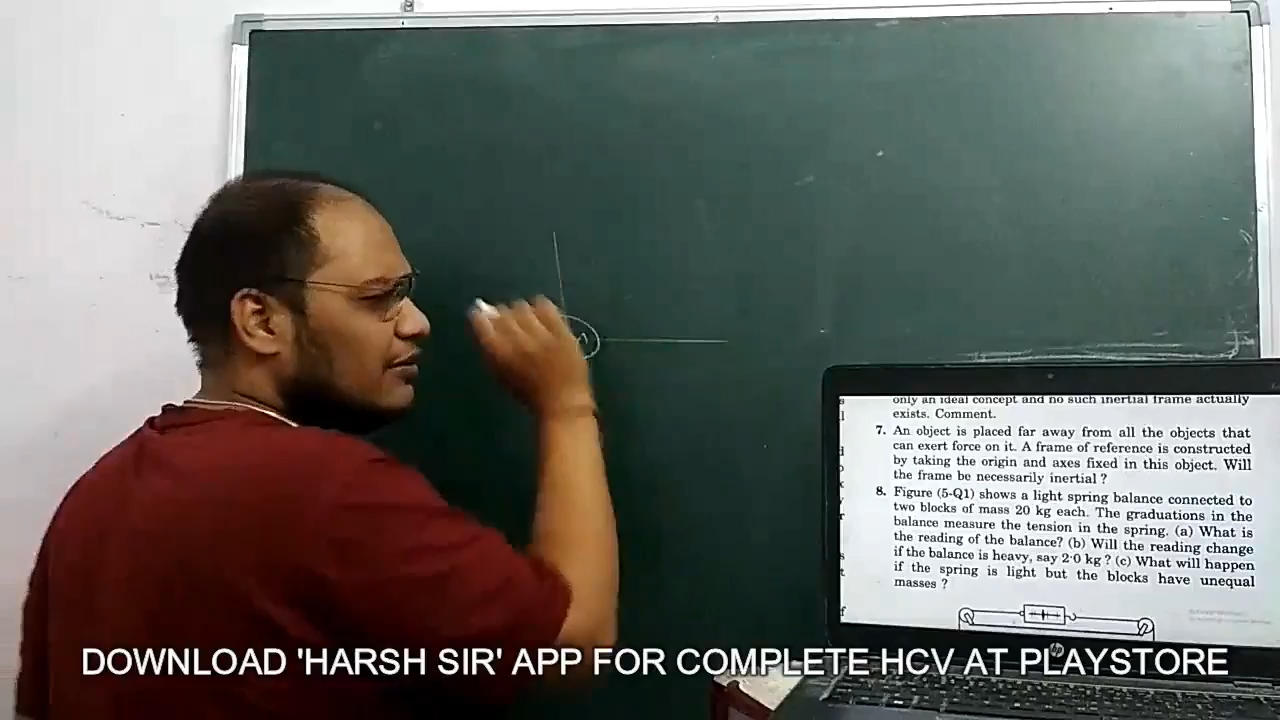 only an ideal concept and no such inertial frame actually
exists. Comment.
7. An object is placed far away from all the objects that
can exert force on it. A frame of reference is constructed
by taking the origin and axes fixed in this object. Will
the frame be necessarily inertial ?
8. Figure (5-Q1) shows a light spring balance connected to
two blocks of mass 20 kg each. The graduations in the
balance measure the tension in the spring. (a) What is
the reading of the balance? (b) Will the reading change
if the balance is heavy, say 2·0 kg ? (c) What will happen
if the spring is light but the blocks have unequal
masses ?
DOWNLOAD 'HARSH SIR' APP FOR COMPLETE HCV AT PLAYSTORE
hp